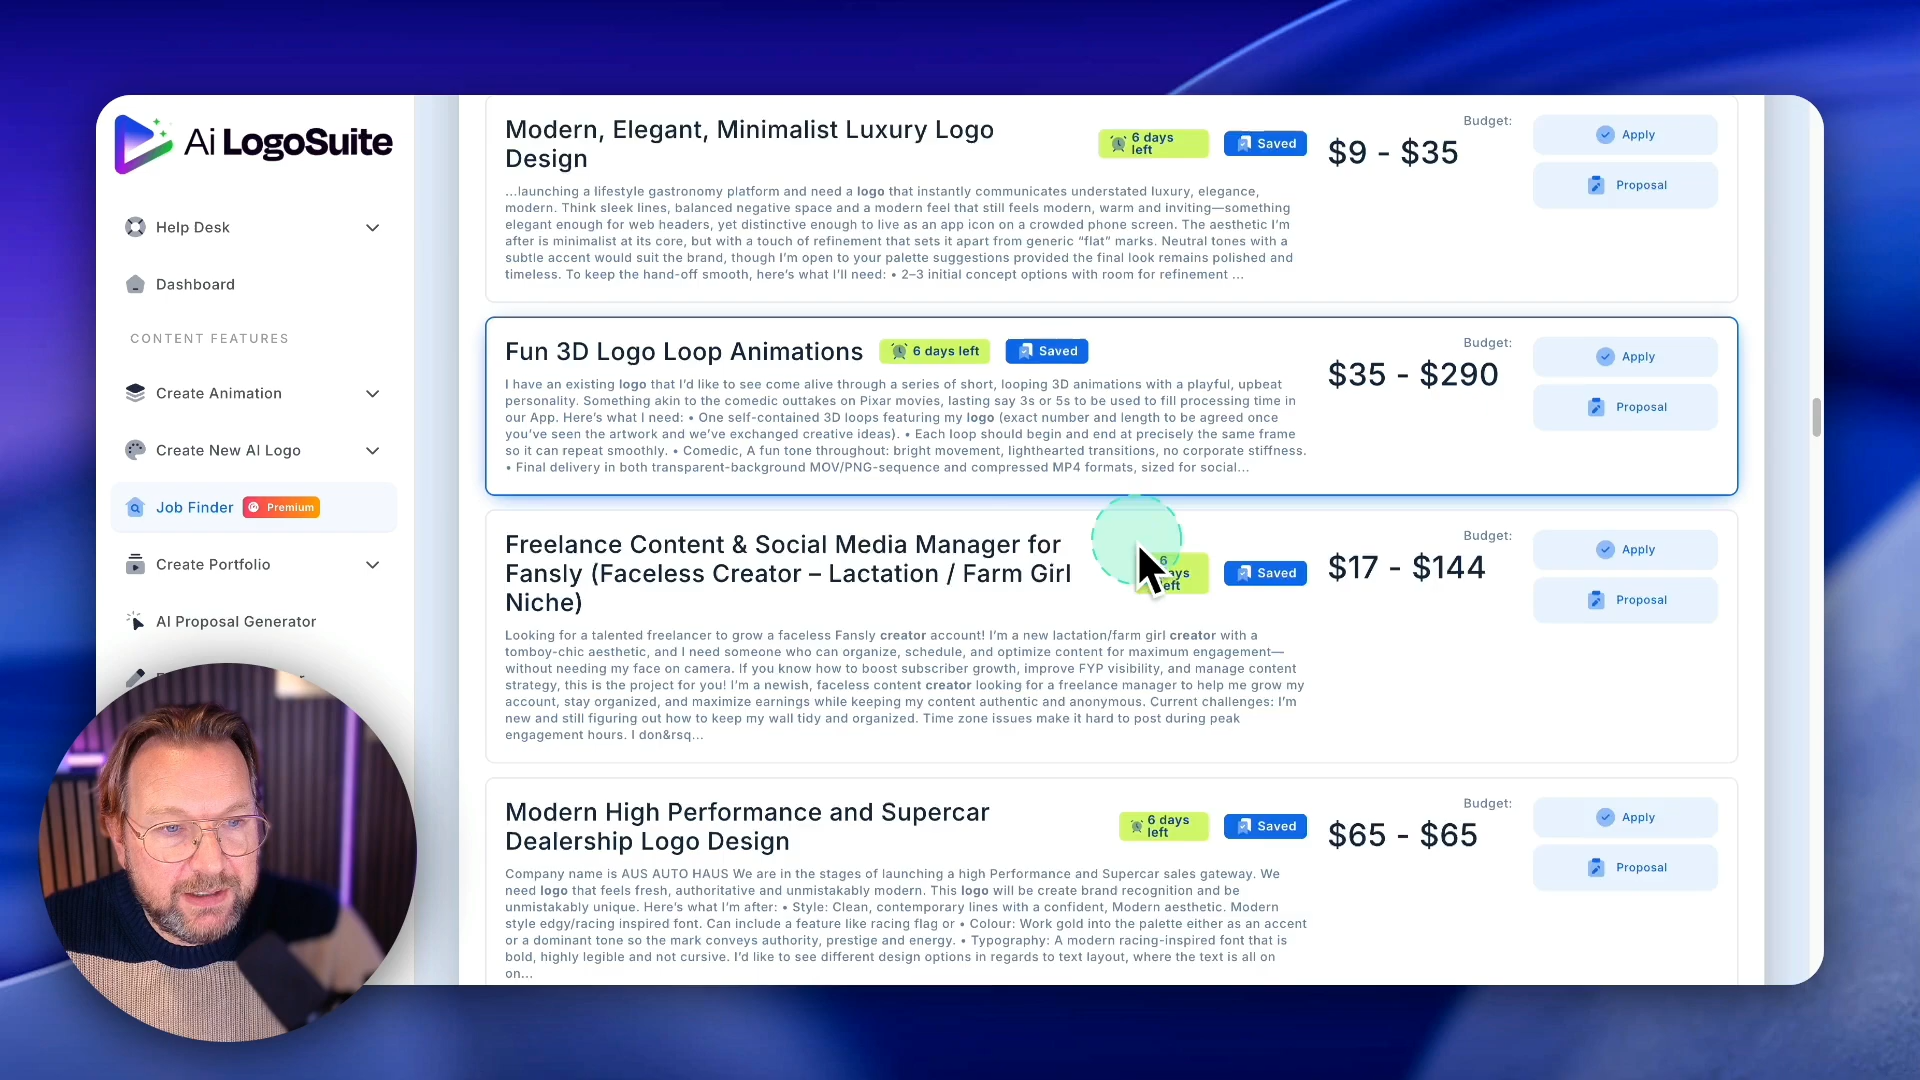 Ai LogoSuite
Help Desk
Dashboard
CONTENT FEATURES
Create Animation
Create New AI Logo
Job Finder
Premium
Create Portfolio
AI Proposal Generator
Modern, Elegant, Minimalist Luxury Logo
Design
6 days
left
Saved
...launching a lifestyle gastronomy platform and need a logo that instantly communicates understated luxury, elegance,
modern. Think sleek lines, balanced negative space and a modern feel that still feels modern, warm and inviting—something
elegant enough for web headers, yet distinctive enough to live as an app icon on a crowded phone screen. The aesthetic I'm
after is minimalist at its core, but with a touch of refinement that sets it apart from generic “flat” marks. Neutral tones with a
subtle accent would suit the brand, though I'm open to your palette suggestions provided the final look remains polished and
timeless. To keep the hand-off smooth, here's what I'll need: • 2–3 initial concept options with room for refinement ...
Budget:
$9 - $35
Apply
Proposal
Fun 3D Logo Loop Animations
6 days left
Saved
I have an existing logo that I'd like to see come alive through a series of short, looping 3D animations with a playful, upbeat
personality. Something akin to the comedic outtakes on Pixar movies, lasting say 3s or 5s to be used to fill processing time in
our App. Here's what I need: • One self-contained 3D loops featuring my logo (exact number and length to be agreed once
you've seen the artwork and we've exchanged creative ideas). • Each loop should begin and end at precisely the same frame
so it can repeat smoothly. • Comedic, A fun tone throughout: bright movement, lighthearted transitions, no corporate stiffness.
• Final delivery in both transparent-background MOV/PNG-sequence and compressed MP4 formats, sized for social...
Budget:
$35 - $290
Apply
Proposal
Freelance Content & Social Media Manager for
Fansly (Faceless Creator – Lactation / Farm Girl
Niche)
6
left
Saved
Looking for a talented freelancer to grow a faceless Fansly creator account! I'm a new lactation/farm girl creator with a
tomboy-chic aesthetic, and I need someone who can organize, schedule, and optimize content for maximum engagement—
without needing my face on camera. If you know how to boost subscriber growth, improve FYP visibility, and manage content
strategy, this is the project for you! I'm a newish, faceless content creator looking for a freelance manager to help me grow my
account, stay organized, and maximize earnings while keeping my content authentic and anonymous. Current challenges: I'm
new and still figuring out how to keep my wall tidy and organized. Time zone issues make it hard to post during peak
engagement hours. I don&rsq...
Budget:
$17 - $144
Apply
Proposal
Modern High Performance and Supercar
Dealership Logo Design
6 days
left
Saved
Company name is AUS AUTO HAUS We are in the stages of launching a high Performance and Supercar sales gateway. We
need logo that feels fresh, authoritative and unmistakably modern. This logo will be create brand recognition and be
unmistakably unique. Here's what I'm after: • Style: Clean, contemporary lines with a confident, Modern aesthetic. Modern
style edgy/racing inspired font. Can include a feature like racing flag or • Colour: Work gold into the palette either as an accent
or a dominant tone so the mark conveys authority, prestige and energy. • Typography: A modern racing-inspired font that is
bold, highly legible and not cursive. I'd like to see different design options in regards to text layout, where the text is all on
on...
Budget:
$65 - $65
Apply
Proposal